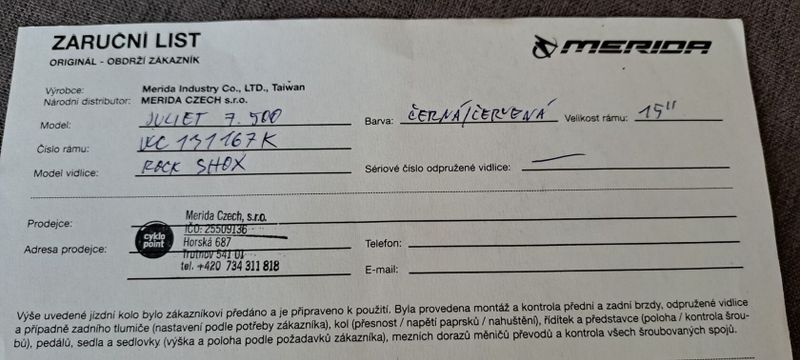 ZARUČNÍ LIST
MERIDA
ORIGINÁL - OBDRŽÍ ZÁKAZNÍK
Výrobce: Merida Industry Co., LTD., Taiwan
Národní distributor: MERIDA CZECH s.r.o.
Model: JULIET 7. 500 Barva: ČERNÁ/ČERVENÁ Velikost rámu: 15"
Číslo rámu: 131167K
Model vidlice: ROCK SHOX Sériové číslo odpružené vidlice: —
Prodejce: Merida Czech, s.r.o.
IČO: 25509136
cyklo point
Adresa prodejce: Horská 687 Telefon:
Trutnov 541 01
tel. +420 734 311 818 E-mail:
Výše uvedené jízdní kolo bylo zákazníkovi předáno a je připraveno k použití. Byla provedena montáž a kontrola přední a zadní brzdy, odpružené vidlice
a případně zadního tlumiče (nastavení podle potřeby zákazníka), kol (přesnost / napětí paprsků / nahuštění), řídítek a představce (poloha / kontrola šrou-
bů), pedálů, sedla a sedlovky (výška a poloha podle požadavků zákazníka), mezních dorazů měničů převodů a kontrola všech šroubovaných spojů.